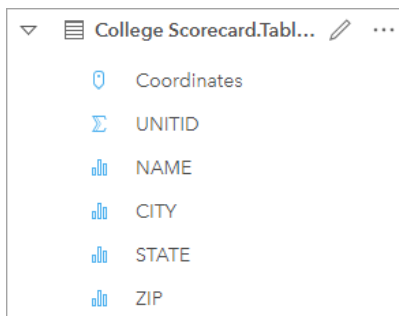 College Scorecard.Tabl...
Coordinates
UNITID
NAME
CITY
STATE
ZIP